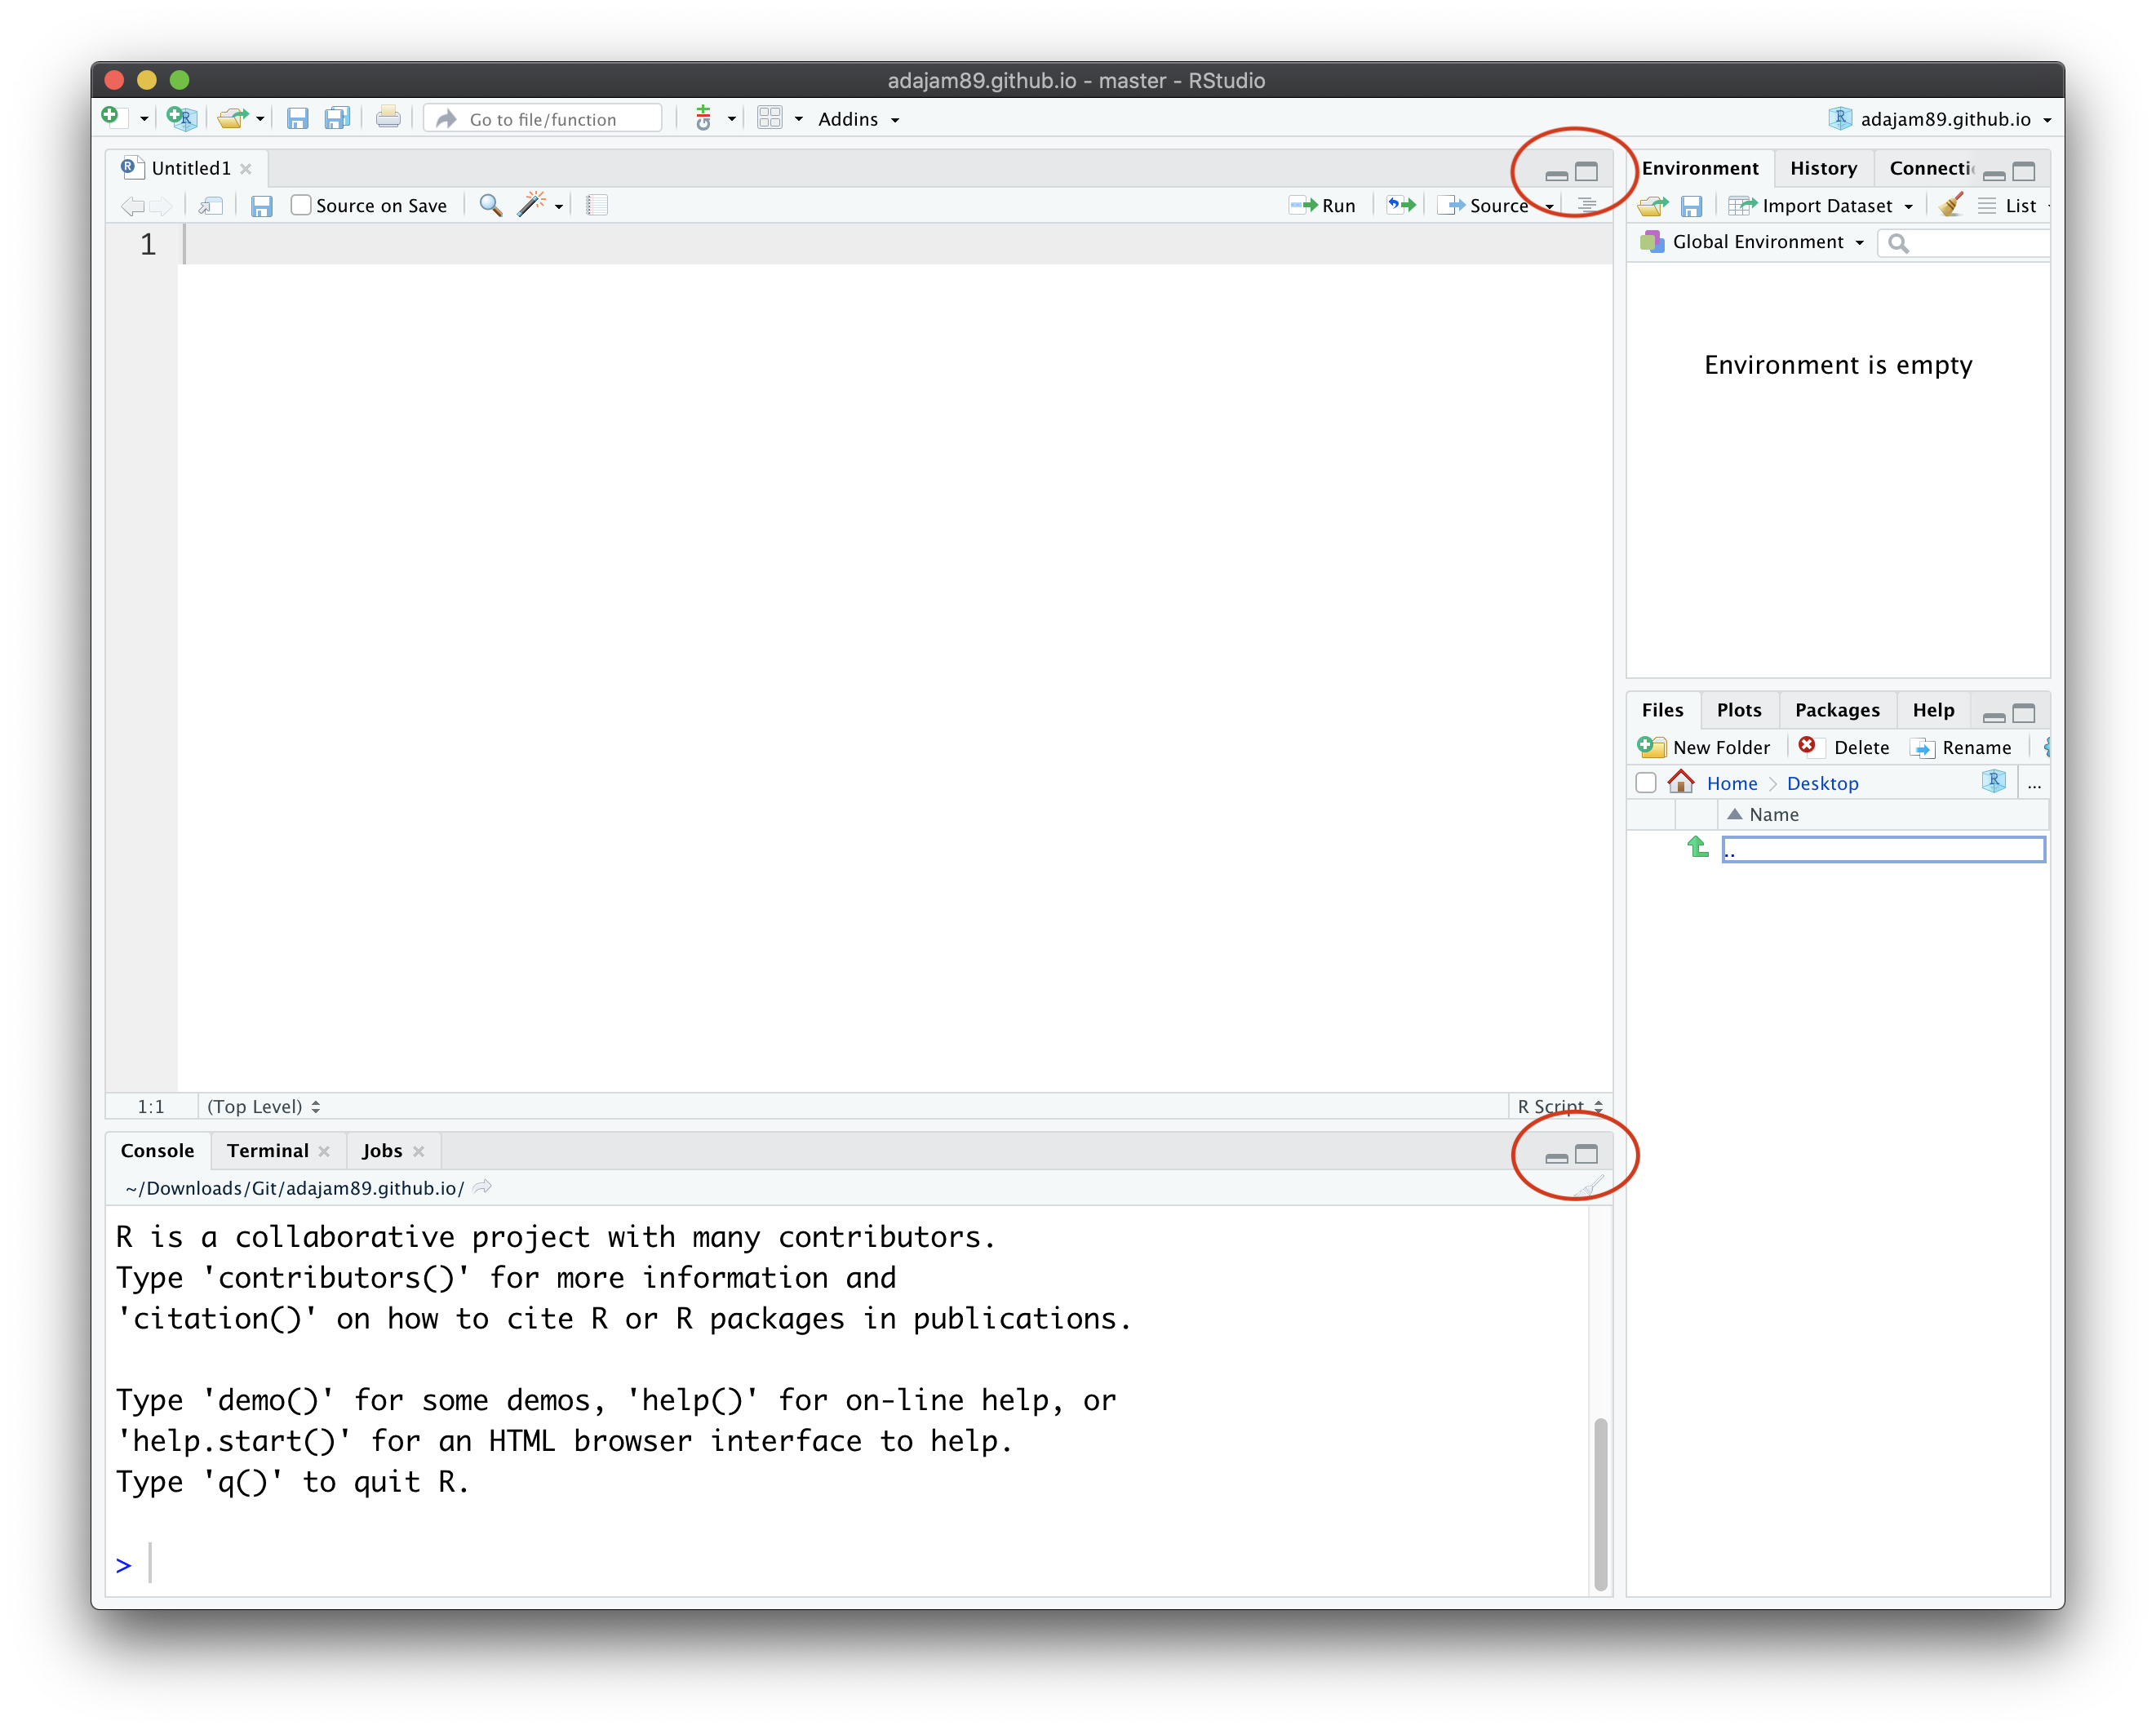 adajam89.github.io - master - RStudio
Go to file/function
Addins
adajam89.github.io
Untitled1
Source on Save
Run
Source
1
1:1 (Top Level)
R Script
Console Terminal Jobs
~/Downloads/Git/adajam89.github.io/
R is a collaborative project with many contributors.
Type 'contributors()' for more information and
'citation()' on how to cite R or R packages in publications.
Type 'demo()' for some demos, 'help()' for on-line help, or
'help.start()' for an HTML browser interface to help.
Type 'q()' to quit R.
>
Environment History Connecti
Import Dataset List
Global Environment
Environment is empty
Files Plots Packages Help
New Folder Delete Rename
Home Desktop ...
Name
..